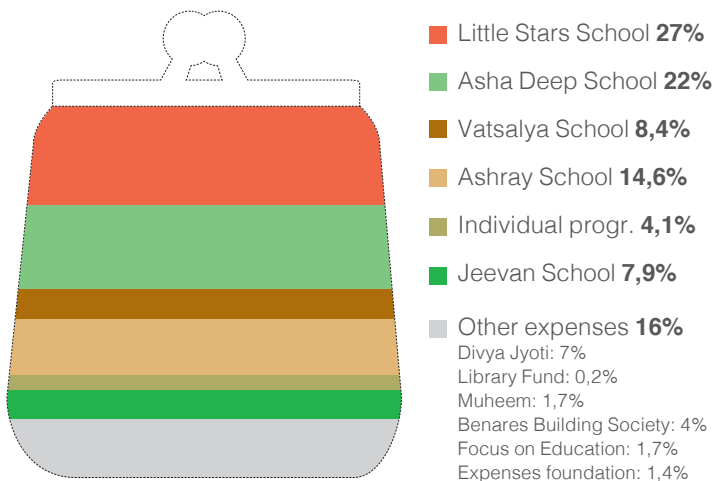 Little Stars School 27%
Asha Deep School 22%
Vatsalya School 8,4%
Ashray School 14,6%
Individual progr. 4,1%
Jeevan School 7,9%
Other expenses 16%
Divya Jyoti: 7%
Library Fund: 0,2%
Muheem: 1,7%
Benares Building Society: 4%
Focus on Education: 1,7%
Expenses foundation: 1,4%